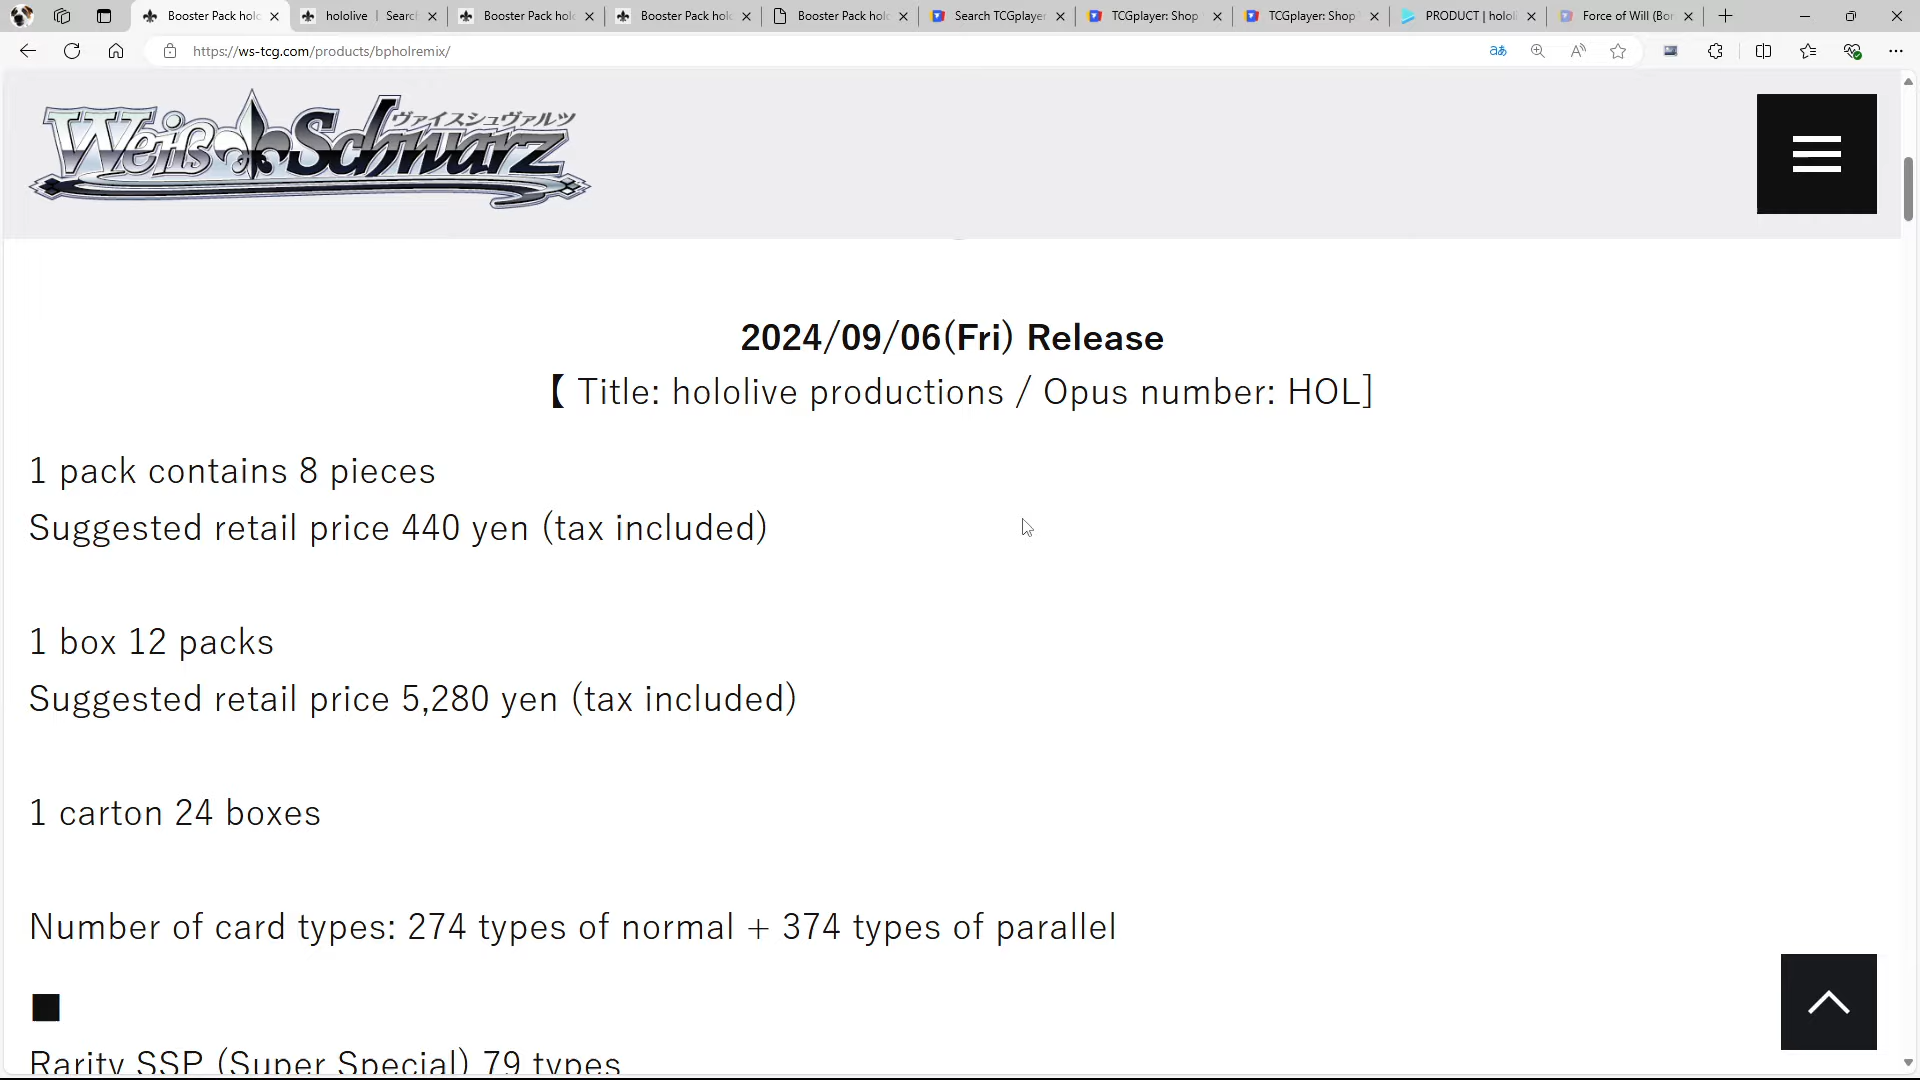 Booster Pack holo
hololive | Searc
Booster Pack hol
Booster Pack hol
Booster Pack hol
Search TCGplayer
TCGplayer: Shop
TCGplayer: Shop
PRODUCT | holol
Force of Will (Bor
https://ws-tcg.com/products/bpholremix/
aあ
Weiß Schwarz
ヴァイスシュヴァルツ
2024/09/06(Fri) Release
【 Title: hololive productions / Opus number: HOL]
1 pack contains 8 pieces
Suggested retail price 440 yen (tax included)
1 box 12 packs
Suggested retail price 5,280 yen (tax included)
1 carton 24 boxes
Number of card types: 274 types of normal + 374 types of parallel
■
Rarity SSP (Super Special) 79 types